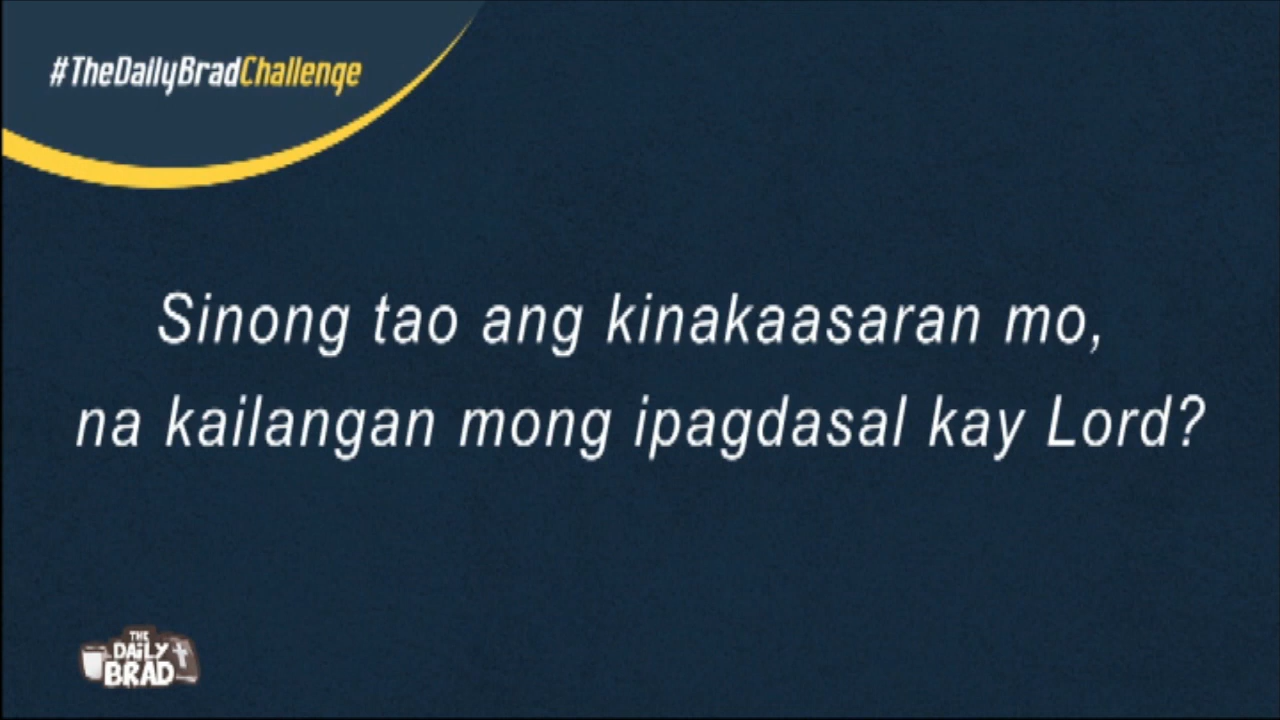 #TheDailyBradChallenge
Sinong tao ang kinakaasaran mo,
na kailangan mong ipagdasal kay Lord?
THE
DAILY
BRAD